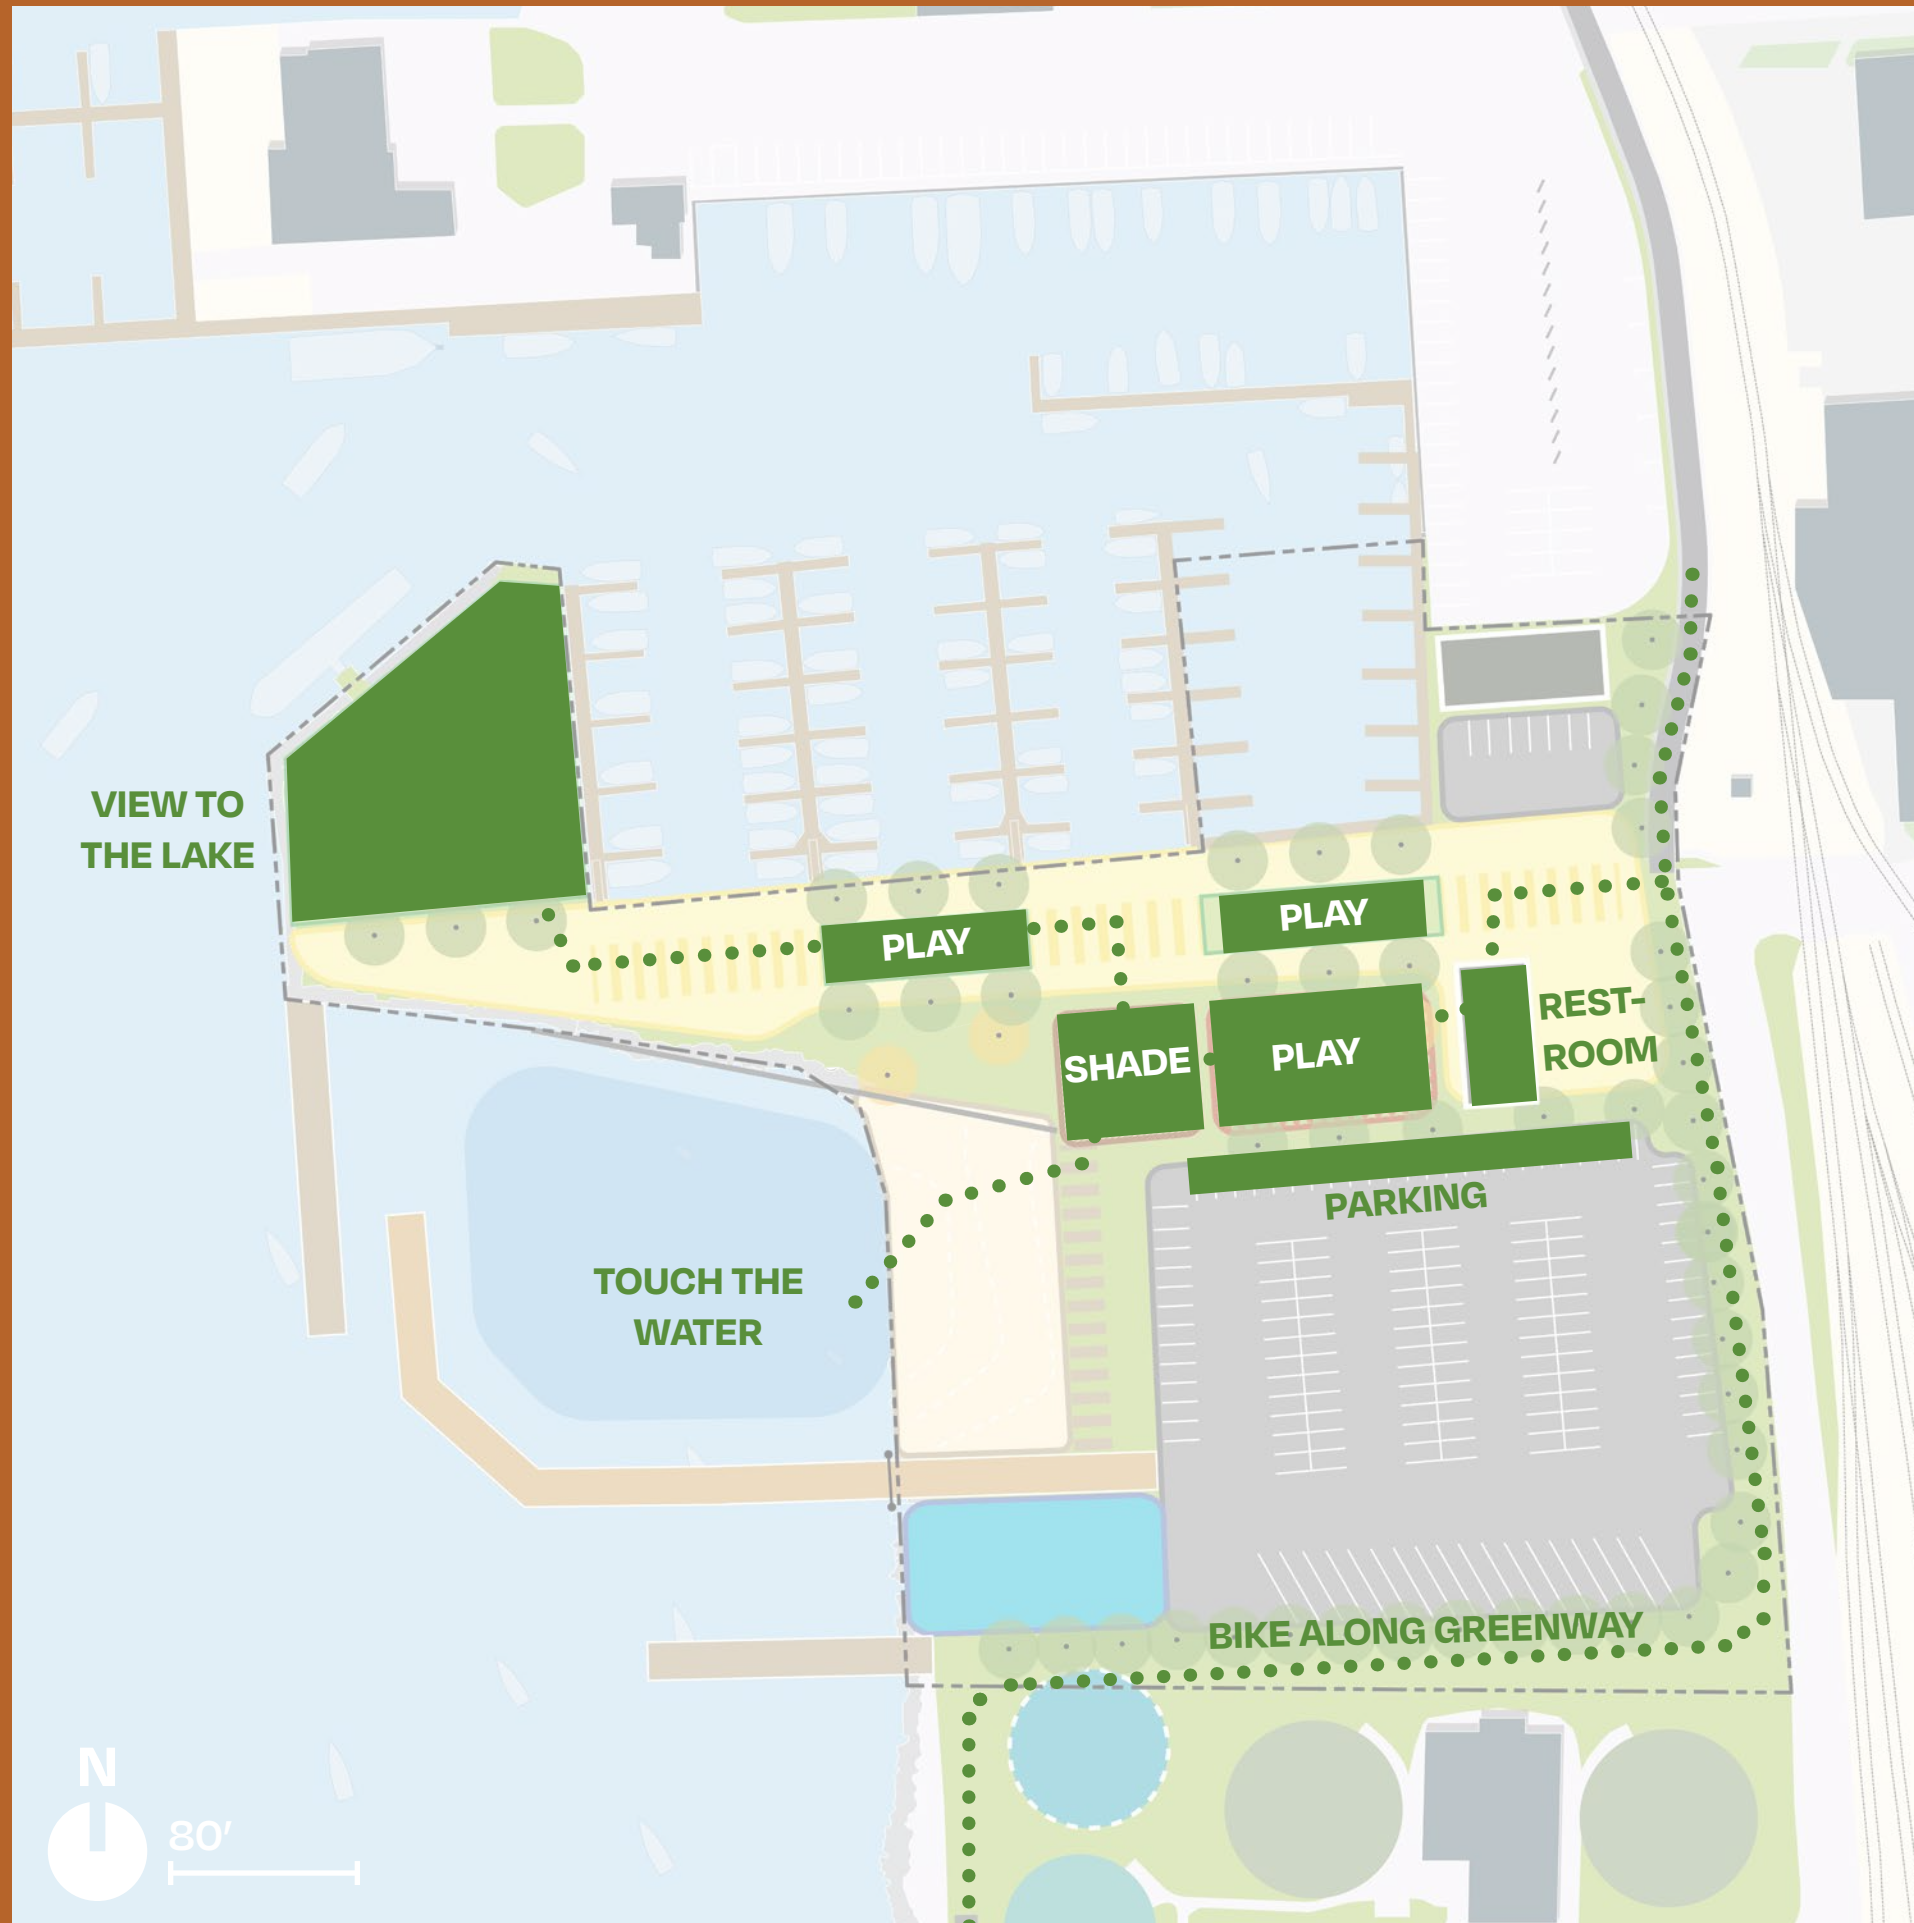 VIEW TO
THE LAKE
PLAY
PLAY
SHADE
PLAY
REST-
ROOM
PARKING
TOUCH THE
WATER
BIKE ALONG GREENWAY
N
80'